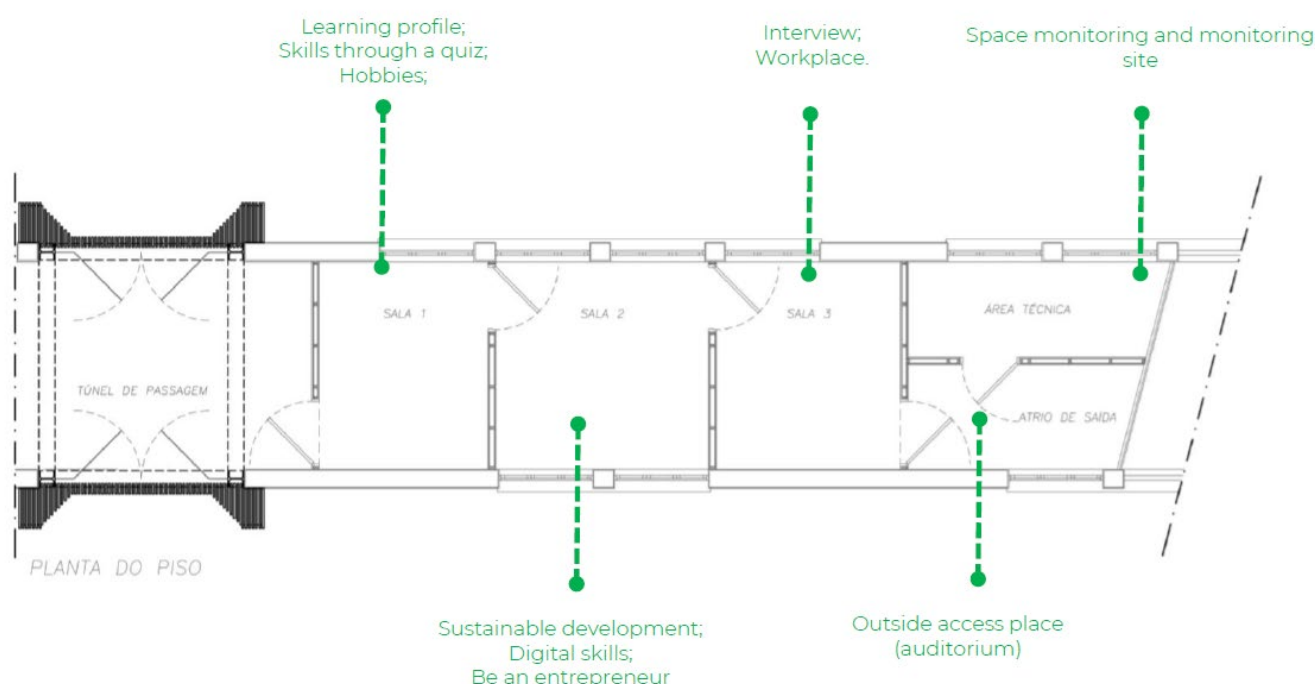 Learning profile;
Skills through a quiz;
Hobbies;
Interview;
Workplace.
Space monitoring and monitoring
site
SALA 1
SALA 2
SALA 3
ÁREA TÉCNICA
TÚNEL DE PASSAGEM
ATRIO DE SAIDA
PLANTA DO PISO
Sustainable development;
Digital skills;
Be an entrepreneur
Outside access place
(auditorium)